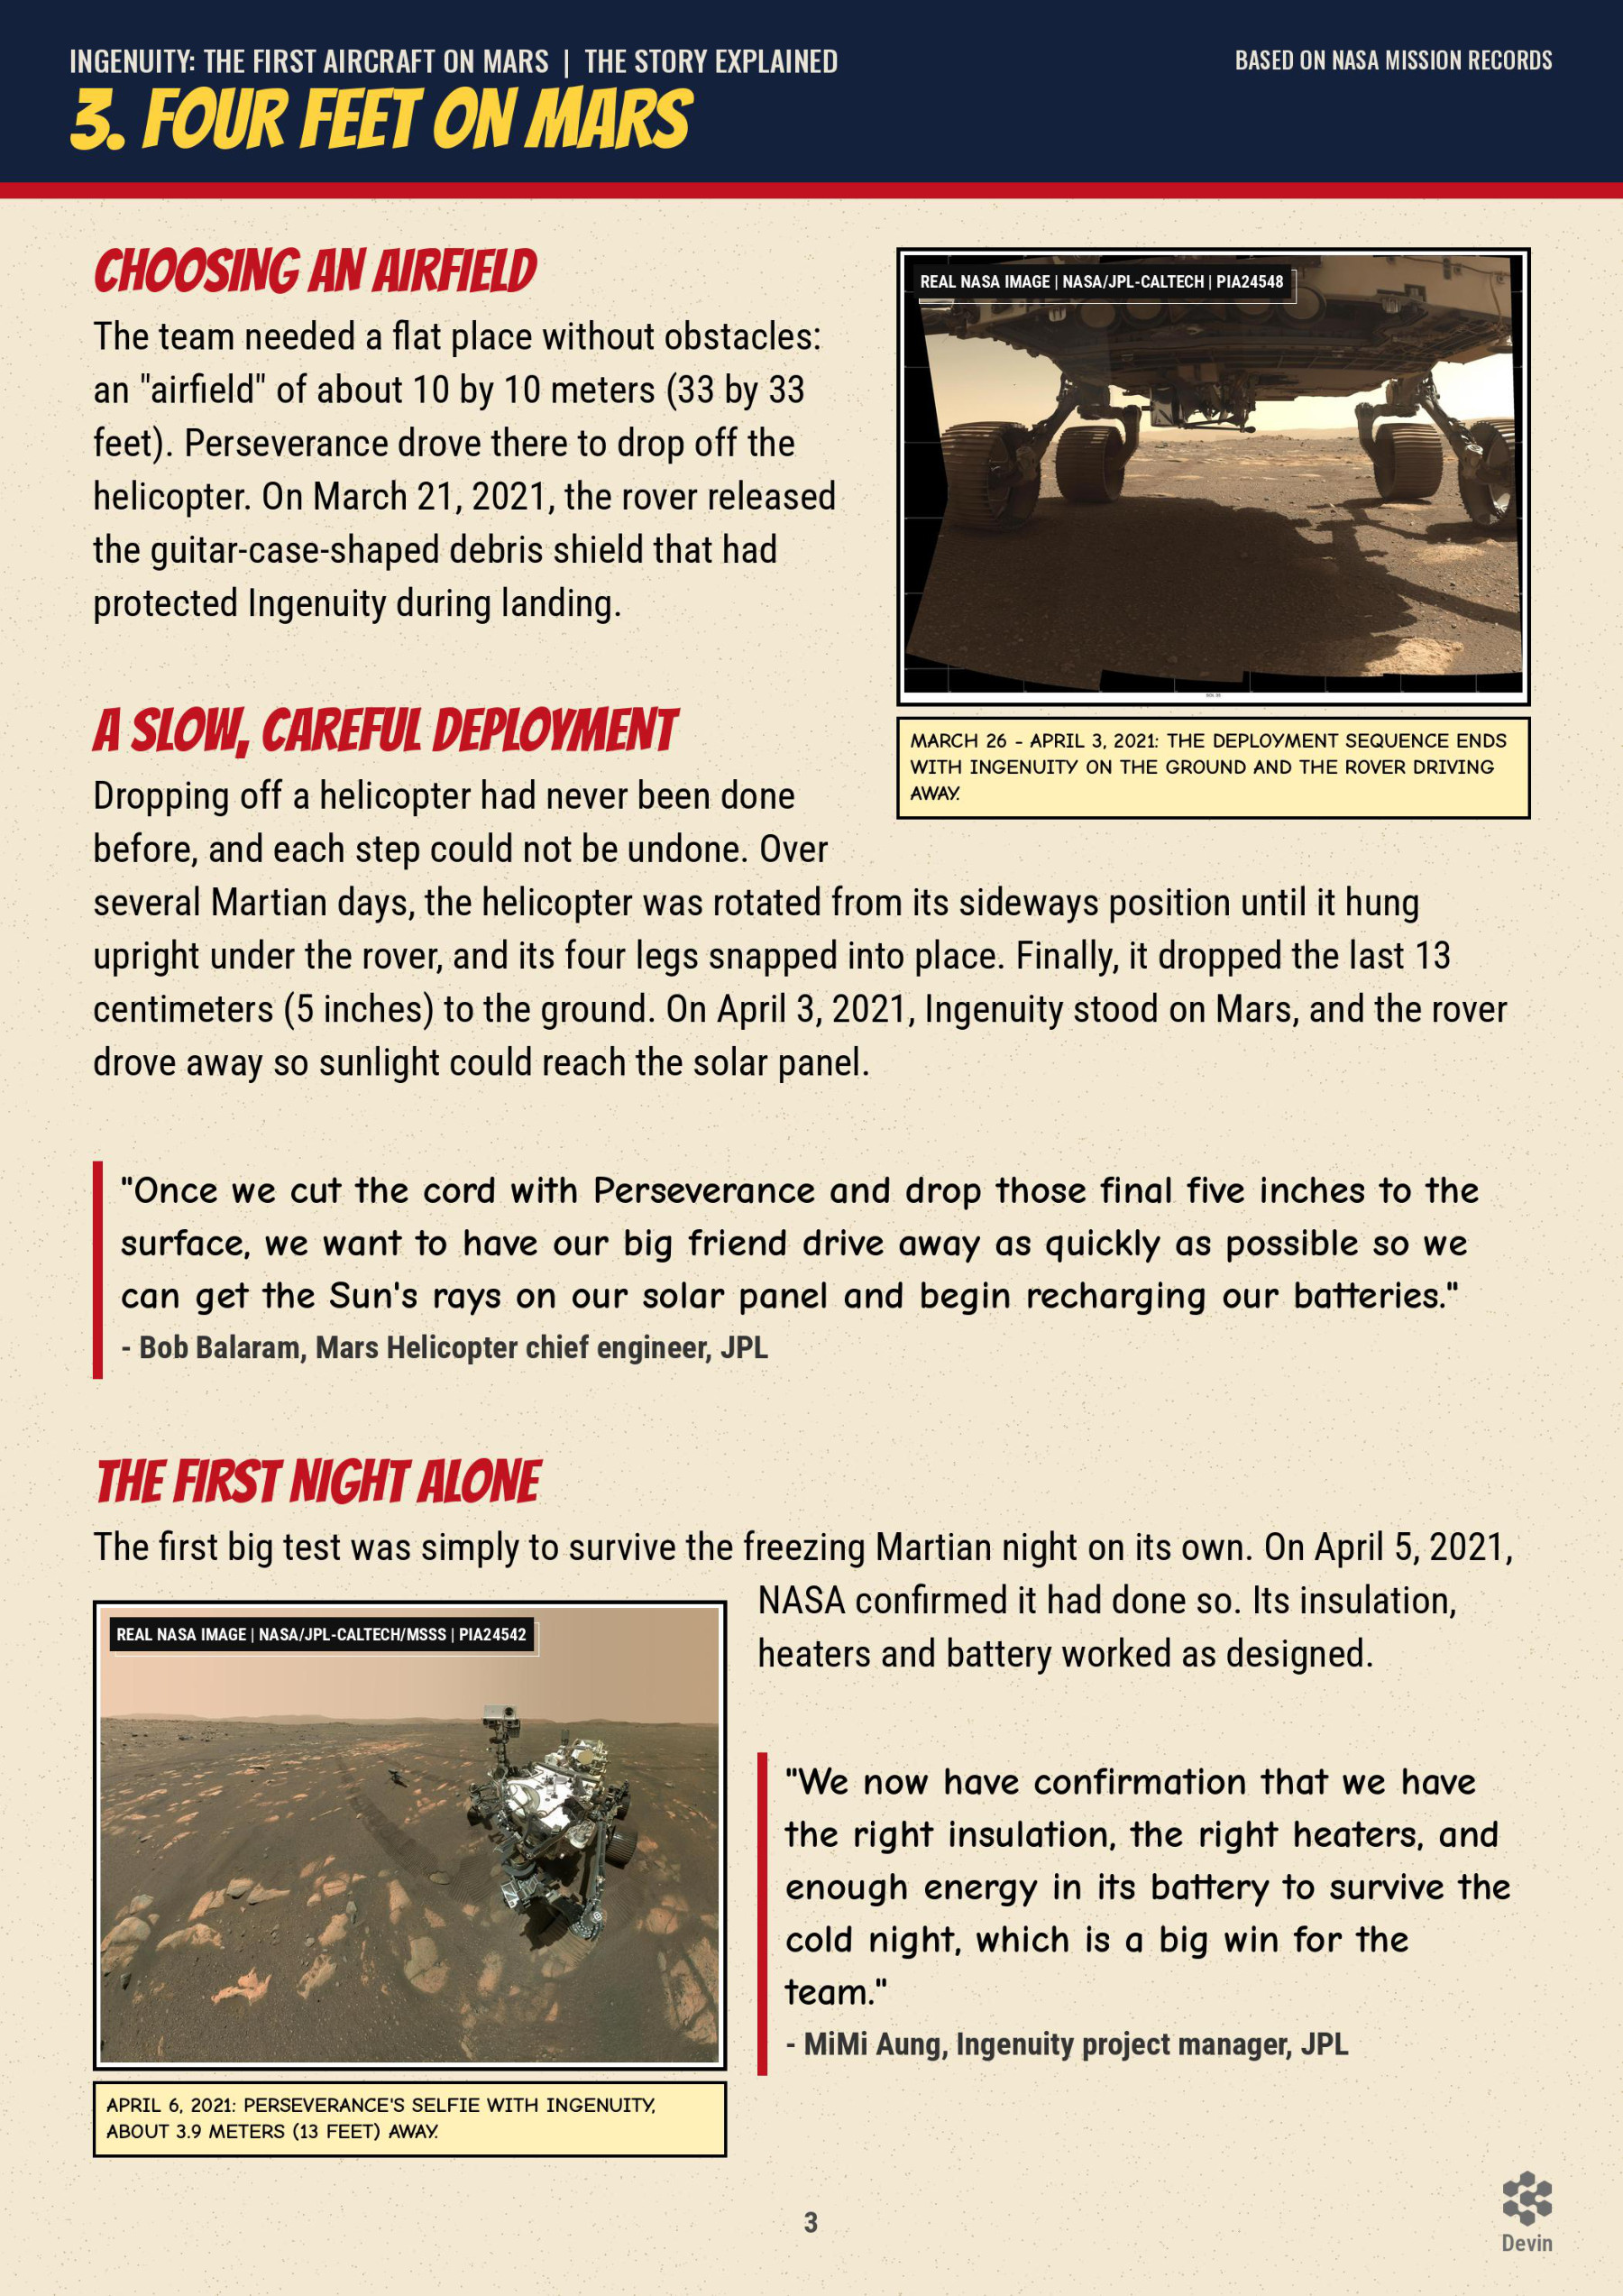 INGENUITY: THE FIRST AIRCRAFT ON MARS | THE STORY EXPLAINED
BASED ON NASA MISSION RECORDS
3. FOUR FEET ON MARS
CHOOSING AN AIRFIELD
The team needed a flat place without obstacles:
an "airfield" of about 10 by 10 meters (33 by 33
feet). Perseverance drove there to drop off the
helicopter. On March 21, 2021, the rover released
the guitar-case-shaped debris shield that had
protected Ingenuity during landing.
REAL NASA IMAGE | NASA/JPL-CALTECH | PIA24548
MARCH 26 - APRIL 3, 2021: THE DEPLOYMENT SEQUENCE ENDS
WITH INGENUITY ON THE GROUND AND THE ROVER DRIVING
AWAY.
A SLOW, CAREFUL DEPLOYMENT
Dropping off a helicopter had never been done
before, and each step could not be undone. Over
several Martian days, the helicopter was rotated from its sideways position until it hung
upright under the rover, and its four legs snapped into place. Finally, it dropped the last 13
centimeters (5 inches) to the ground. On April 3, 2021, Ingenuity stood on Mars, and the rover
drove away so sunlight could reach the solar panel.
"Once we cut the cord with Perseverance and drop those final five inches to the
surface, we want to have our big friend drive away as quickly as possible so we
can get the Sun's rays on our solar panel and begin recharging our batteries."
- Bob Balaram, Mars Helicopter chief engineer, JPL
THE FIRST NIGHT ALONE
The first big test was simply to survive the freezing Martian night on its own. On April 5, 2021,
NASA confirmed it had done so. Its insulation,
heaters and battery worked as designed.
REAL NASA IMAGE | NASA/JPL-CALTECH/MSSS | PIA24542
APRIL 6, 2021: PERSEVERANCE'S SELFIE WITH INGENUITY,
ABOUT 3.9 METERS (13 FEET) AWAY.
"We now have confirmation that we have
the right insulation, the right heaters, and
enough energy in its battery to survive the
cold night, which is a big win for the
team."
- MiMi Aung, Ingenuity project manager, JPL
3
Devin